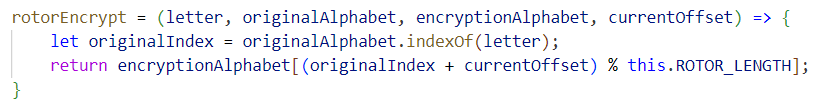 rotorEncrypt = (letter, originalAlphabet, encryptionAlphabet, currentOffset) => {
    let originalIndex = originalAlphabet.indexOf(letter);
    return encryptionAlphabet[(originalIndex + currentOffset) % this.ROTOR_LENGTH];
}